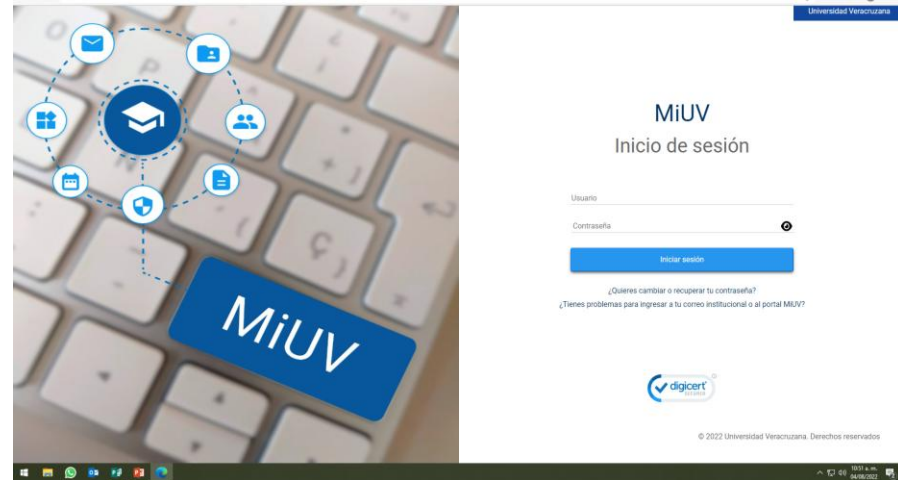 Universidad Veracruzana
MiUV
Inicio de sesión
Usuario
Contraseña
Iniciar sesión
¿Quieres cambiar o recuperar tu contraseña?
¿Tienes problemas para ingresar a tu correo institucional o al portal MiUV?
MiUV
digicert
© 2022 Universidad Veracruzana. Derechos reservados
10:51 a. m.
04/08/2022